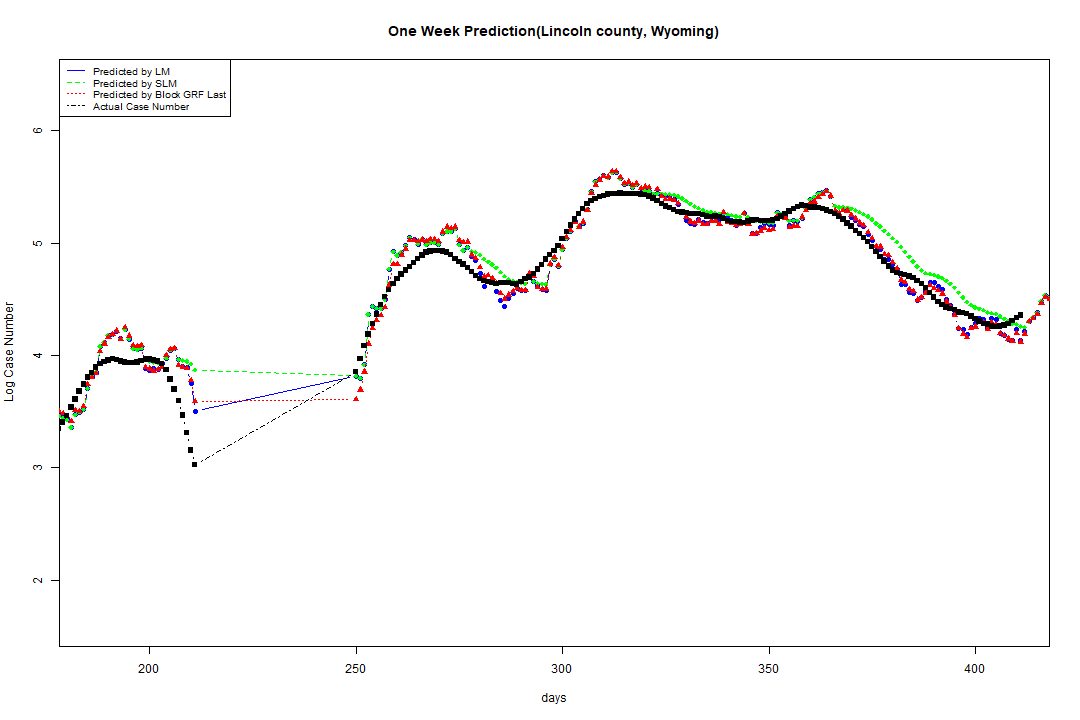 One Week Prediction(Lincoln county, Wyoming)
Predicted by LM
Predicted by SLM
Predicted by Block GRF Last
Actual Case Number
Log Case Number
6
5
4
3
2
200 250 300 350 400
days